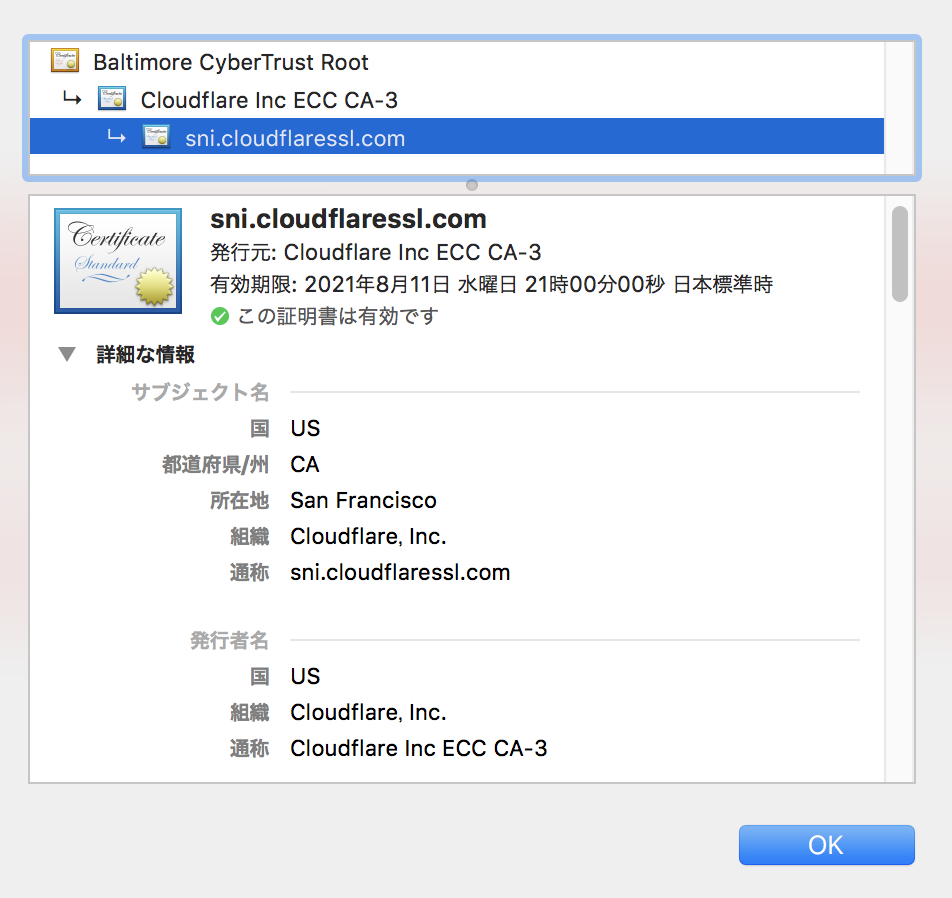 Baltimore CyberTrust Root
Cloudflare Inc ECC CA-3
sni.cloudflaressl.com
Certificate
Standard
sni.cloudflaressl.com
発行元: Cloudflare Inc ECC CA-3
有効期限: 2021年8月11日 水曜日 21時00分00秒 日本標準時
この証明書は有効です
詳細な情報
サブジェクト名
国 US
都道府県/州 CA
所在地 San Francisco
組織 Cloudflare, Inc.
通称 sni.cloudflaressl.com
発行者名
国 US
組織 Cloudflare, Inc.
通称 Cloudflare Inc ECC CA-3
OK